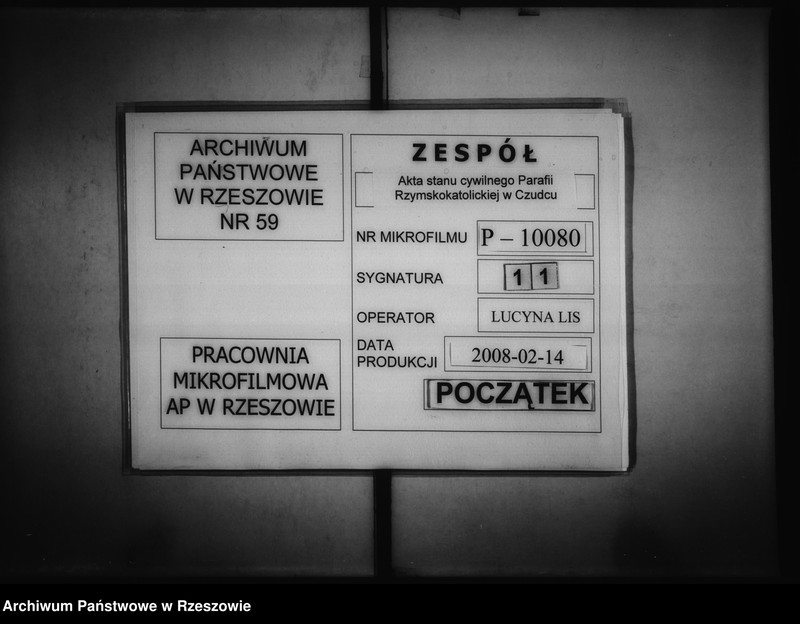 ARCHIWUM
PAŃSTWOWE
W RZESZOWIE
NR 59
ZESPÓŁ
Akta stanu cywilnego Parafii
Rzymskokatolickiej w Czudcu
NR MIKROFILMU P – 10080
SYGNATURA 11
OPERATOR LUCYNA LIS
DATA
PRODUKCJI 2008-02-14
POCZĄTEK
PRACOWNIA
MIKROFILMOWA
AP W RZESZOWIE
Archiwum Państwowe w Rzeszowie